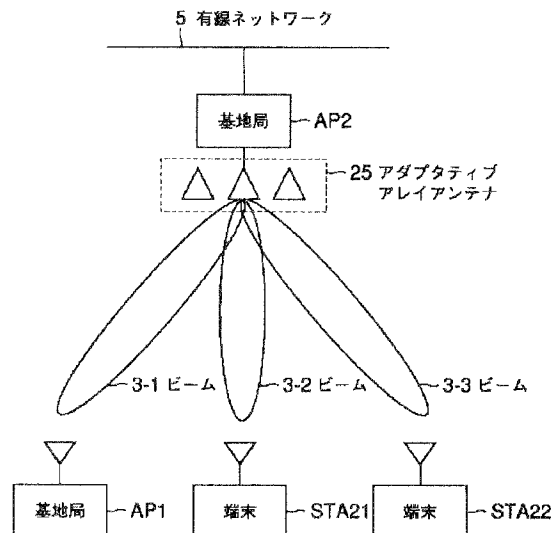 5 有線ネットワーク
基地局
AP2
25 アダプタティブ
アレイアンテナ
3-1 ビーム
3-2 ビーム
3-3 ビーム
基地局
AP1
端末
STA21
端末
STA22